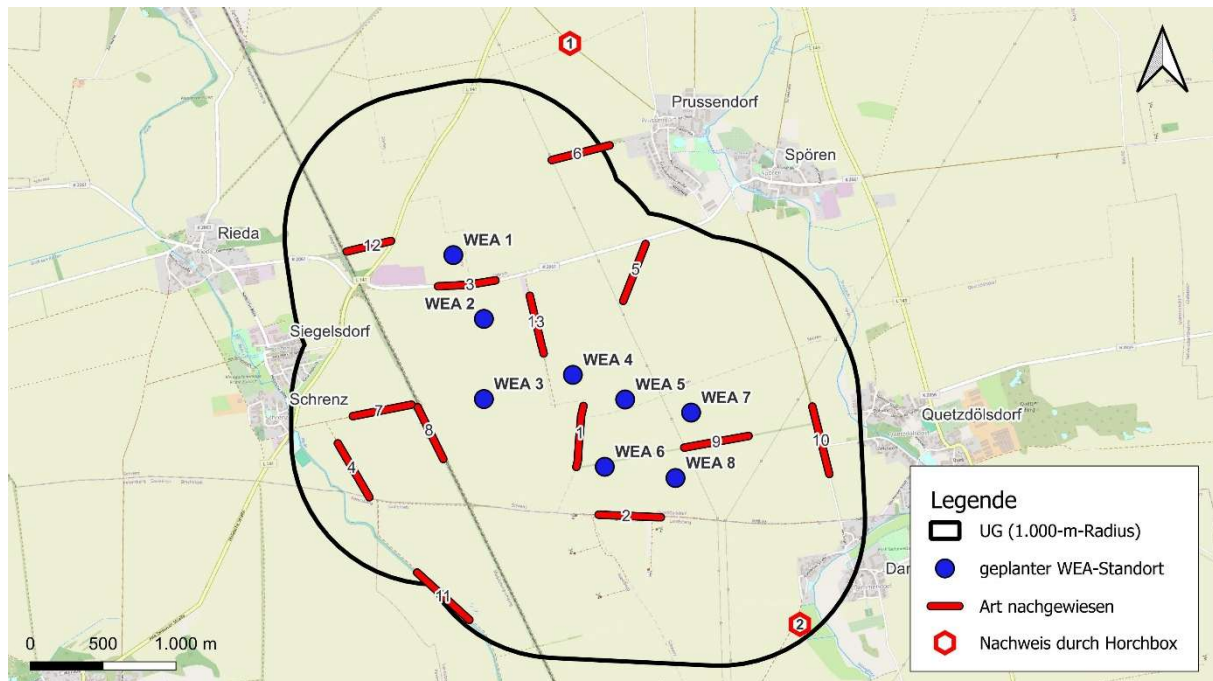 1
Prussendorf
6
Spören
Rieda
12
WEA 1
3
5
WEA 2
13
Siegelsdorf
WEA 4
Schrenz
WEA 3
WEA 5
WEA 7
7
8
1
9
10
Quetzdölsdorf
4
WEA 6
WEA 8
2
Dam
11
2
Legende
UG (1.000-m-Radius)
geplanter WEA-Standort
Art nachgewiesen
Nachweis durch Horchbox
0 500 1.000 m